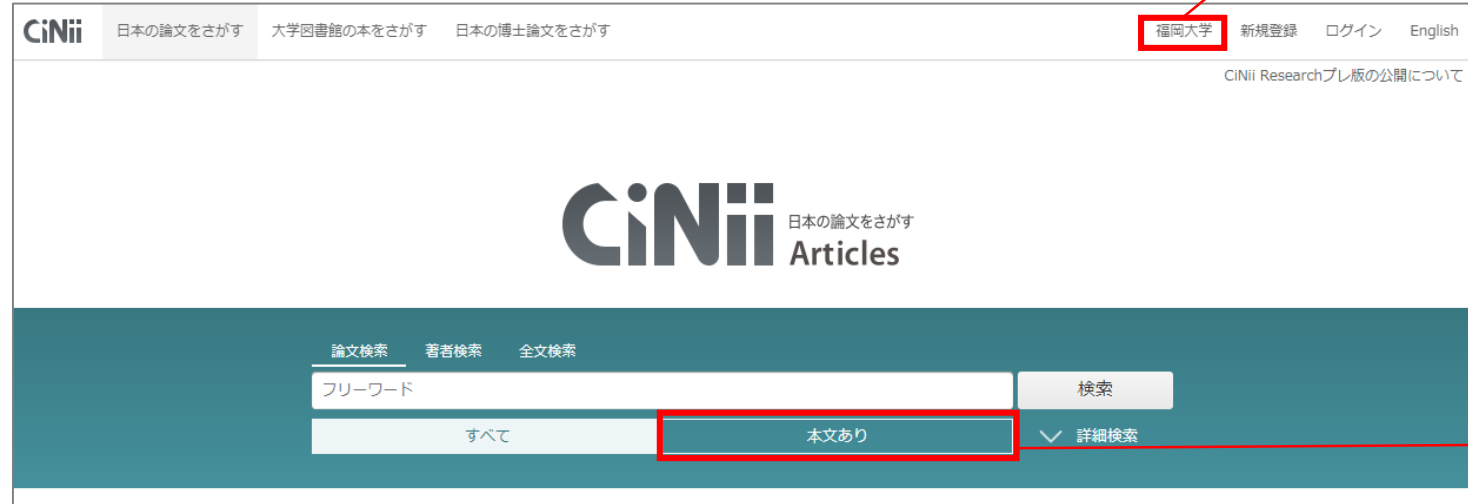 CiNii 日本の論文をさがす 大学図書館の本をさがす 日本の博士論文をさがす 福岡大学 新規登録 ログイン English
CiNii Researchプレ版の公開について
CiNii 日本の論文をさがす
Articles
論文検索 著者検索 全文検索
フリーワード 検索
すべて 本文あり 詳細検索